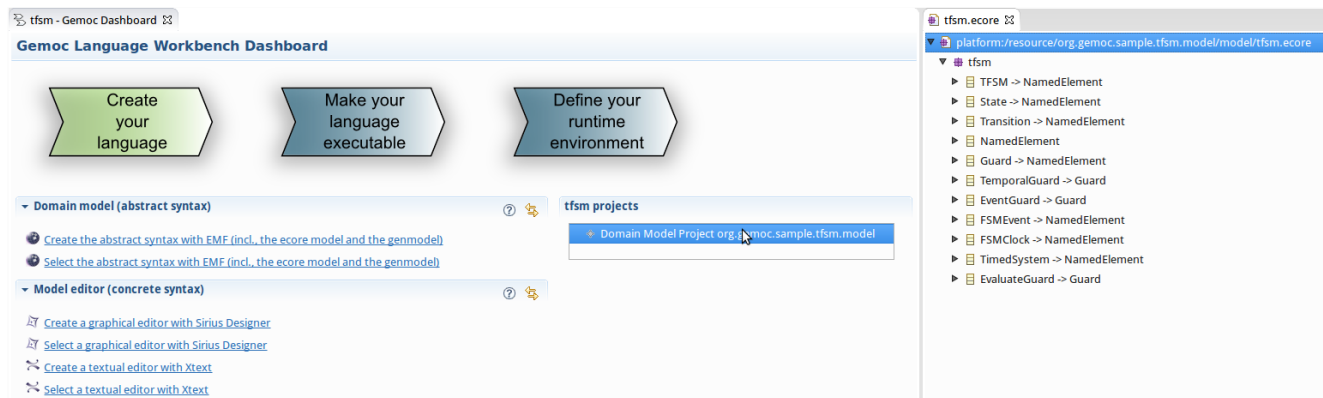 tfsm - Gemoc Dashboard
Gemoc Language Workbench Dashboard
Create
your
language
Make your
language
executable
Define your
runtime
environment
Domain model (abstract syntax)
Create the abstract syntax with EMF (incl., the ecore model and the genmodel)
Select the abstract syntax with EMF (incl., the ecore model and the genmodel)
Model editor (concrete syntax)
Create a graphical editor with Sirius Designer
Select a graphical editor with Sirius Designer
Create a textual editor with Xtext
Select a textual editor with Xtext
tfsm projects
Domain Model Project org.gemoc.sample.tfsm.model
tfsm.ecore
platform:/resource/org.gemoc.sample.tfsm.model/model/tfsm.ecore
tfsm
TFSM -> NamedElement
State -> NamedElement
Transition -> NamedElement
NamedElement
Guard -> NamedElement
TemporalGuard -> Guard
EventGuard -> Guard
FSMEvent -> NamedElement
FSMClock -> NamedElement
TimedSystem -> NamedElement
EvaluateGuard -> Guard